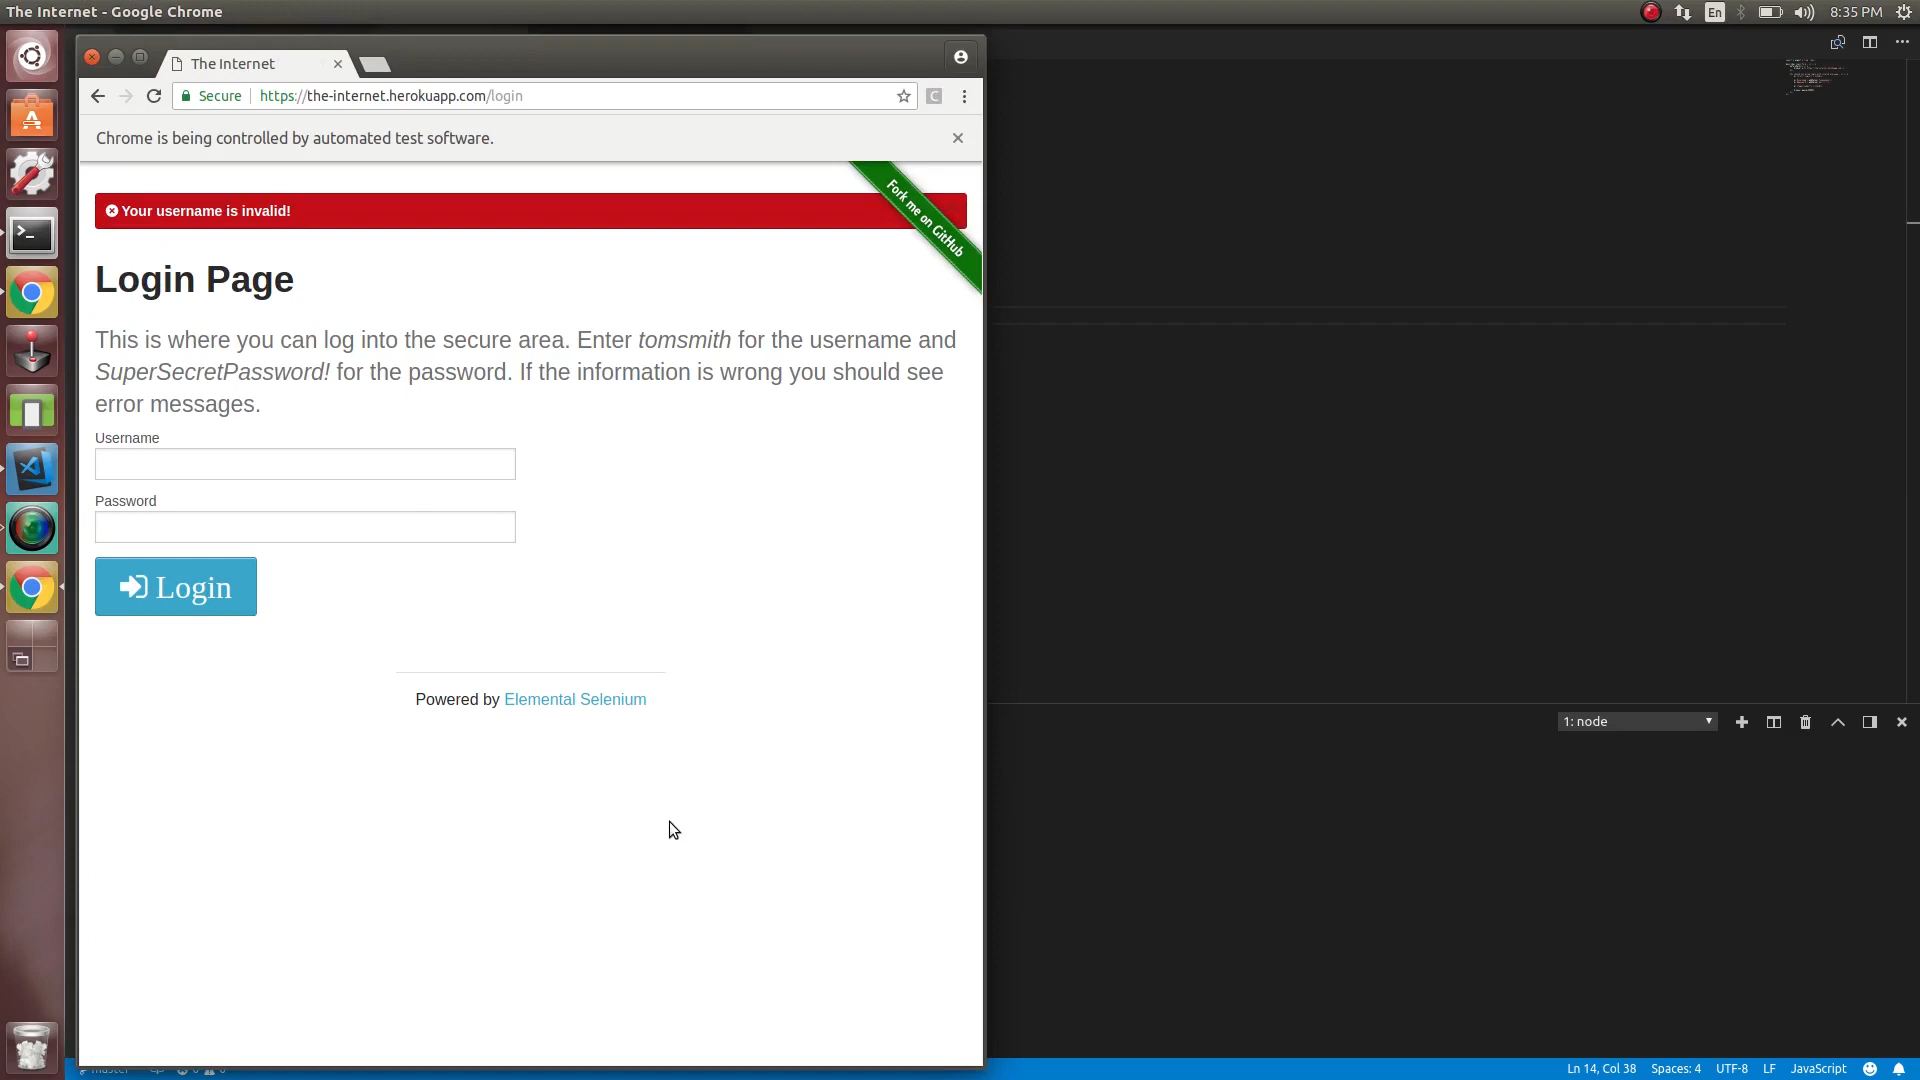 The Internet - Google Chrome
En
8:35 PM
The Internet
Secure
https://the-internet.herokuapp.com/login
C
Chrome is being controlled by automated test software.
Fork me on GitHub
Your username is invalid!
Login Page
This is where you can log into the secure area. Enter tomsmith for the username and
SuperSecretPassword! for the password. If the information is wrong you should see
error messages.
Username
Password
Login
Powered by Elemental Selenium
1: node
Ln 14, Col 38
Spaces: 4
UTF-8
LF
JavaScript